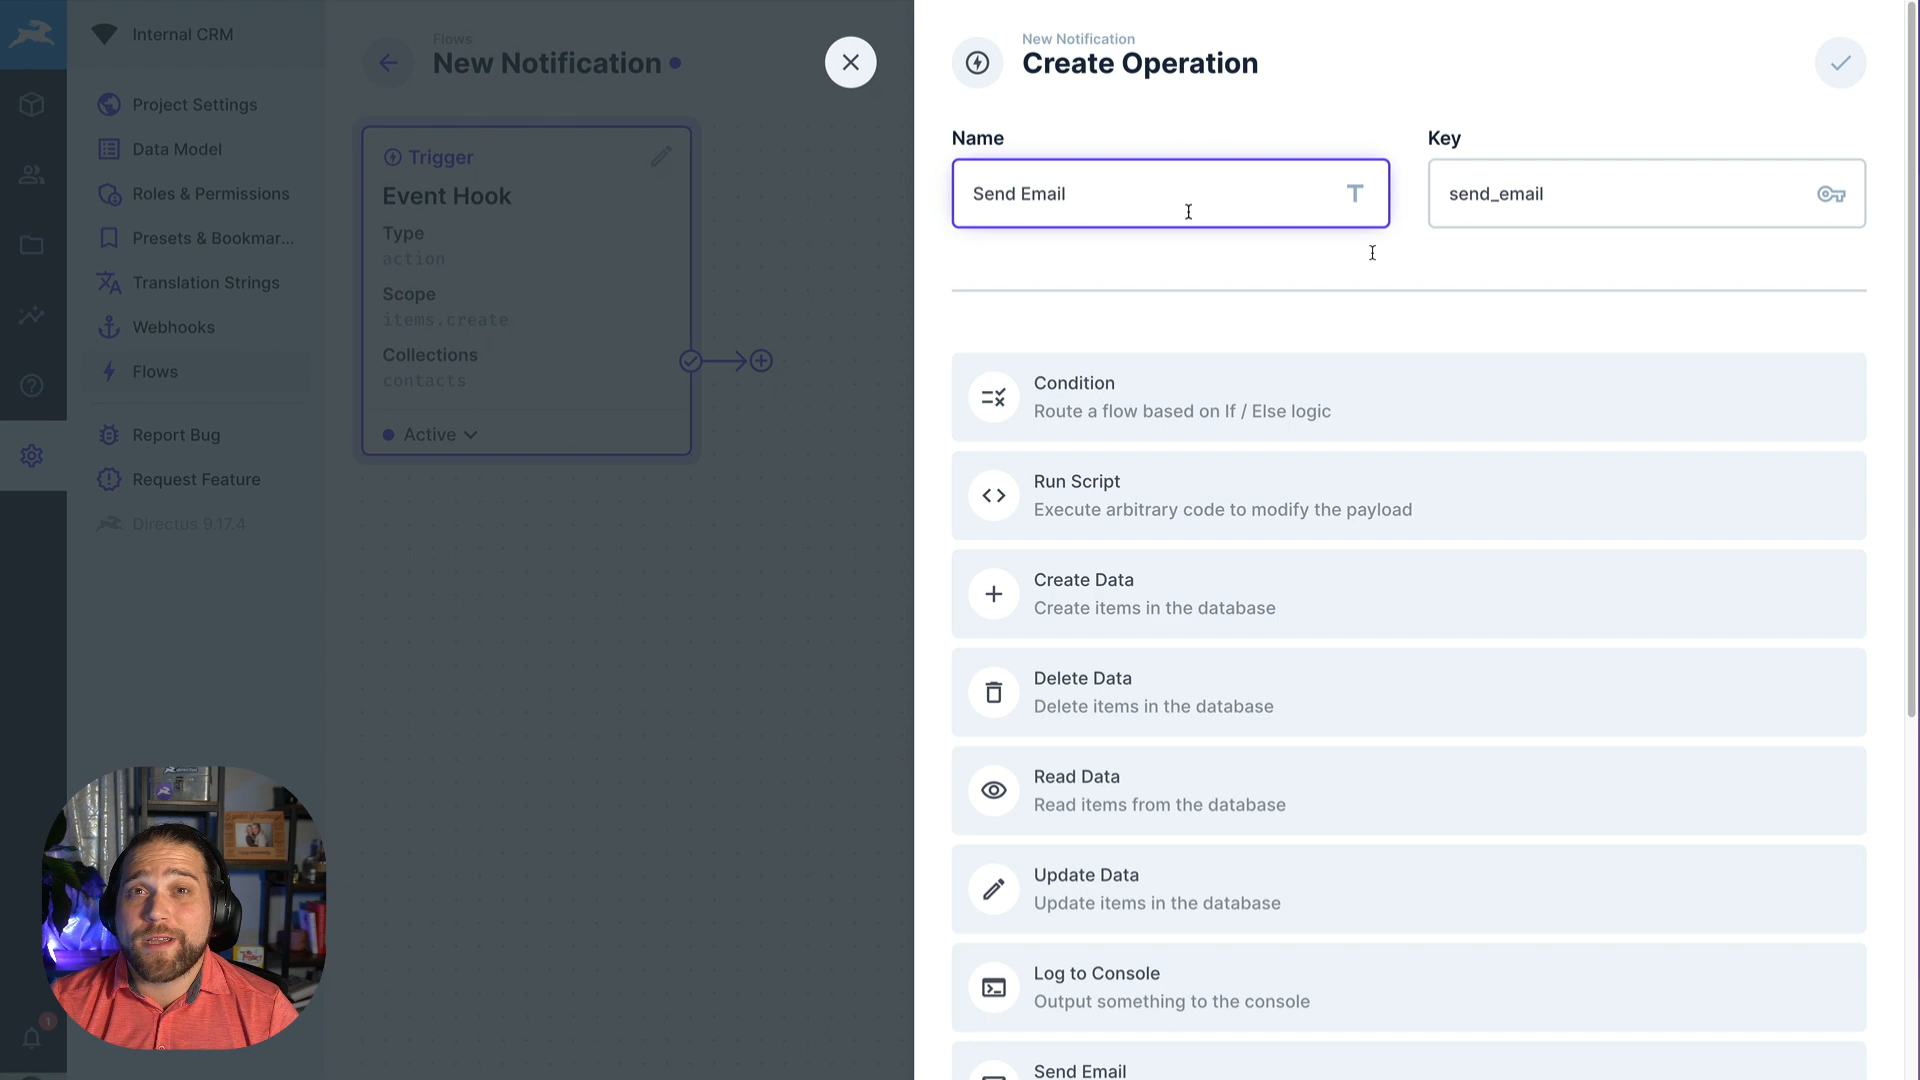 Internal CRM
Project Settings
Data Model
Roles & Permissions
Presets & Bookmar...
Translation Strings
Webhooks
Flows
Report Bug
Request Feature
Directus 9.17.4
1
Flows
New Notification
Trigger
Event Hook
Type
action
Scope
items.create
Collections
contacts
Active
New Notification
Create Operation
Name
Key
Send Email
send_email
Condition
Route a flow based on If / Else logic
Run Script
Execute arbitrary code to modify the payload
Create Data
Create items in the database
Delete Data
Delete items in the database
Read Data
Read items from the database
Update Data
Update items in the database
Log to Console
Output something to the console
Send Email